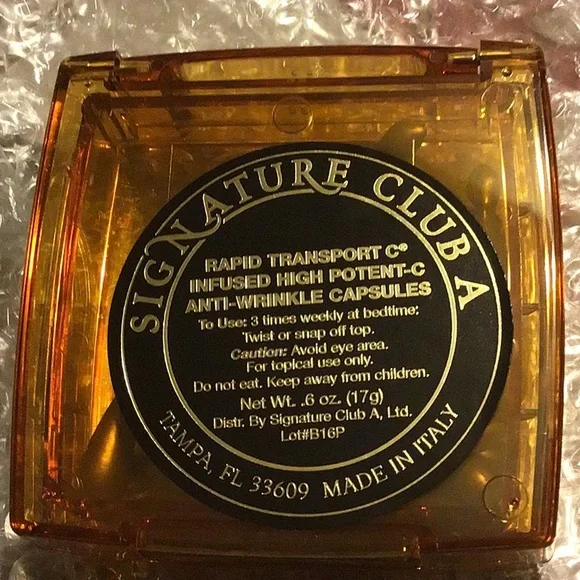 SIGNATURE CLUB A
RAPID TRANSPORT C®
INFUSED HIGH POTENT-C
ANTI-WRINKLE CAPSULES
To Use: 3 times weekly at bedtime:
Twist or snap off top.
Caution: Avoid eye area.
For topical use only.
Do not eat. Keep away from children.
Net Wt. .6 oz. (17g)
Distr. By Signature Club A, Ltd.
Lot#B16P
TAMPA, FL 33609 MADE IN ITALY